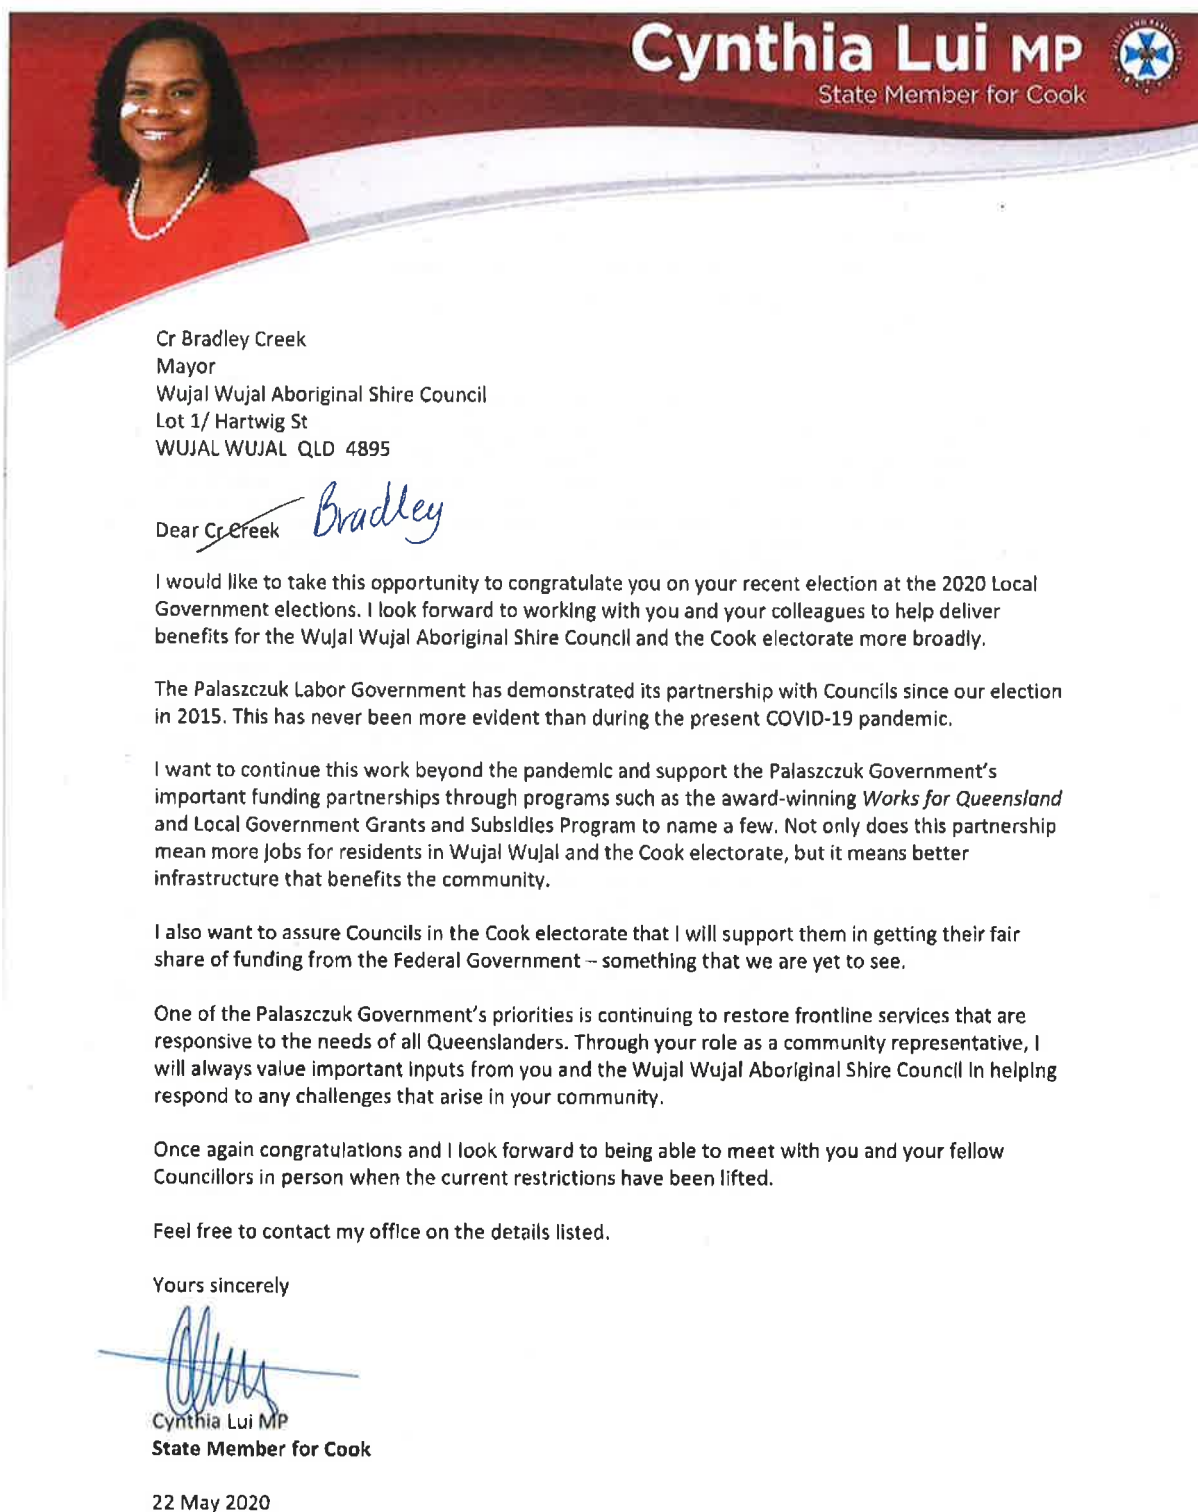 Cynthia Lui MP
State Member for Cook
Cr Bradley Creek
Mayor
Wujal Wujal Aboriginal Shire Council
Lot 1/ Hartwig St
WUJAL WUJAL QLD 4895
Dear Cr Creek Bradley
I would like to take this opportunity to congratulate you on your recent election at the 2020 Local
Government elections. I look forward to working with you and your colleagues to help deliver
benefits for the Wujal Wujal Aboriginal Shire Council and the Cook electorate more broadly.
The Palaszczuk Labor Government has demonstrated its partnership with Councils since our election
in 2015. This has never been more evident than during the present COVID-19 pandemic.
I want to continue this work beyond the pandemic and support the Palaszczuk Government's
important funding partnerships through programs such as the award-winning Works for Queensland
and Local Government Grants and Subsidies Program to name a few. Not only does this partnership
mean more jobs for residents in Wujal Wujal and the Cook electorate, but it means better
infrastructure that benefits the community.
I also want to assure Councils in the Cook electorate that I will support them in getting their fair
share of funding from the Federal Government – something that we are yet to see.
One of the Palaszczuk Government's priorities is continuing to restore frontline services that are
responsive to the needs of all Queenslanders. Through your role as a community representative, I
will always value important inputs from you and the Wujal Wujal Aboriginal Shire Council in helping
respond to any challenges that arise in your community.
Once again congratulations and I look forward to being able to meet with you and your fellow
Councillors in person when the current restrictions have been lifted.
Feel free to contact my office on the details listed.
Yours sincerely
Cynthia Lui MP
State Member for Cook
22 May 2020